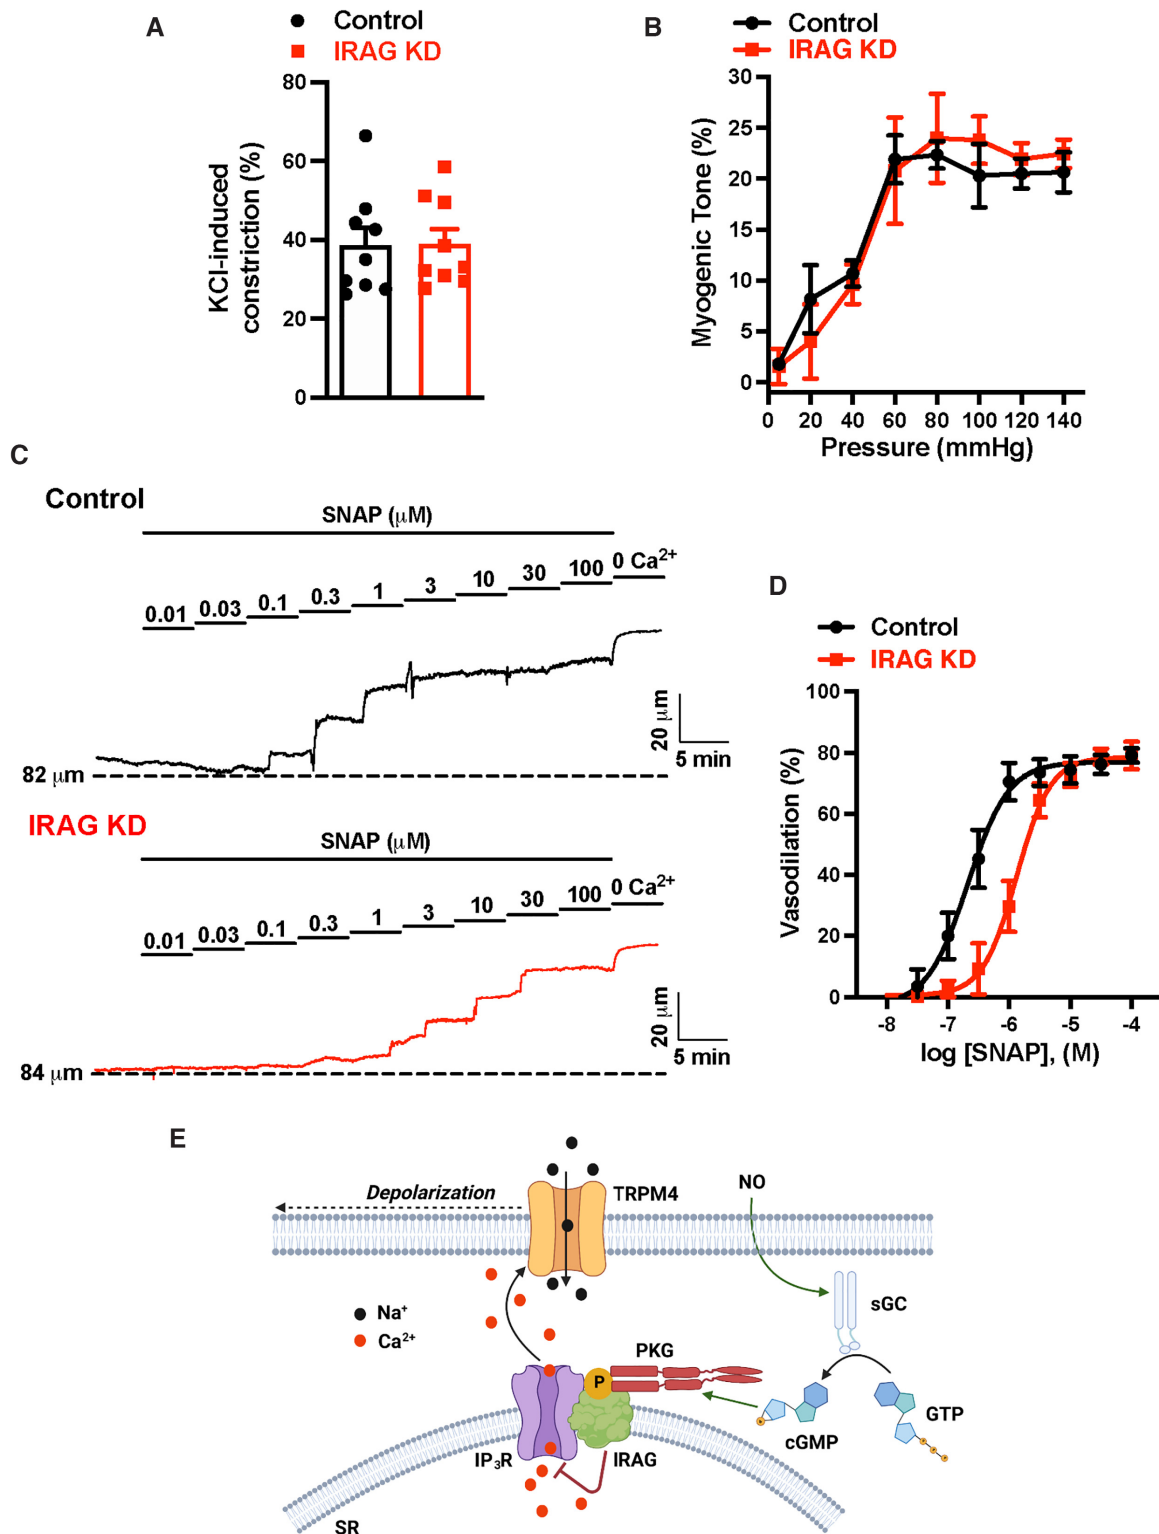 A
Control
IRAG KD
KCl-induced
constriction (%)
80
60
40
20
0
B
Control
IRAG KD
Myogenic Tone (%)
30
25
20
15
10
5
0
0 20 40 60 80 100 120 140
Pressure (mmHg)
C
Control
SNAP (μM)
0.01 0.03 0.1 0.3 1 3 10 30 100 0 Ca²⁺
82 μm
20 μm
5 min
IRAG KD
SNAP (μM)
0.01 0.03 0.1 0.3 1 3 10 30 100 0 Ca²⁺
84 μm
20 μm
5 min
D
Control
IRAG KD
Vasodilation (%)
100
80
60
40
20
0
-8 -7 -6 -5 -4
log [SNAP], (M)
E
Depolarization
TRPM4
NO
sGC
Na⁺
Ca²⁺
PKG
P
GTP
cGMP
IP₃R
IRAG
SR